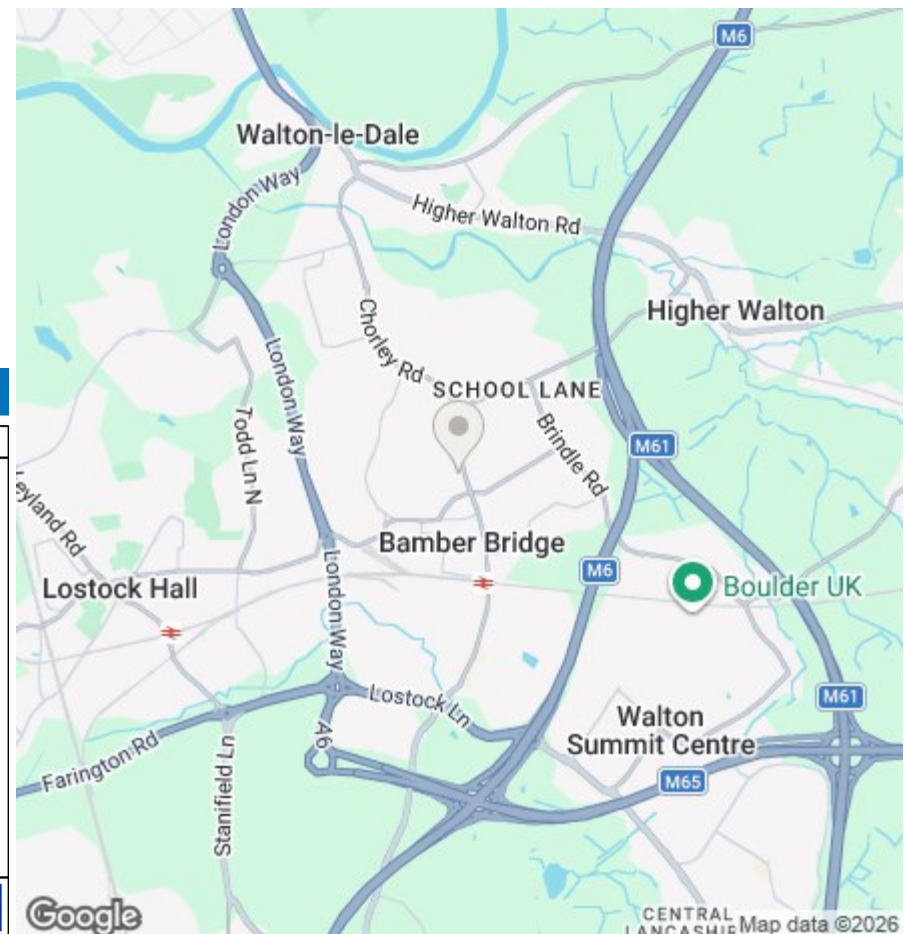 M6
Walton-le-Dale
London Way
Higher Walton Rd
Higher Walton
Chorley Rd
London Way
SCHOOL LANE
Todd Ln N
Brindle Rd
M61
Leyland Rd
Bamber Bridge
Lostock Hall
London Way
M6
Boulder UK
Lostock Ln
M61
A6
Walton
Summit Centre
Farington Rd
Stanifield Ln
M65
Google
CENTRAL
LANCASHIRE
Map data ©2026